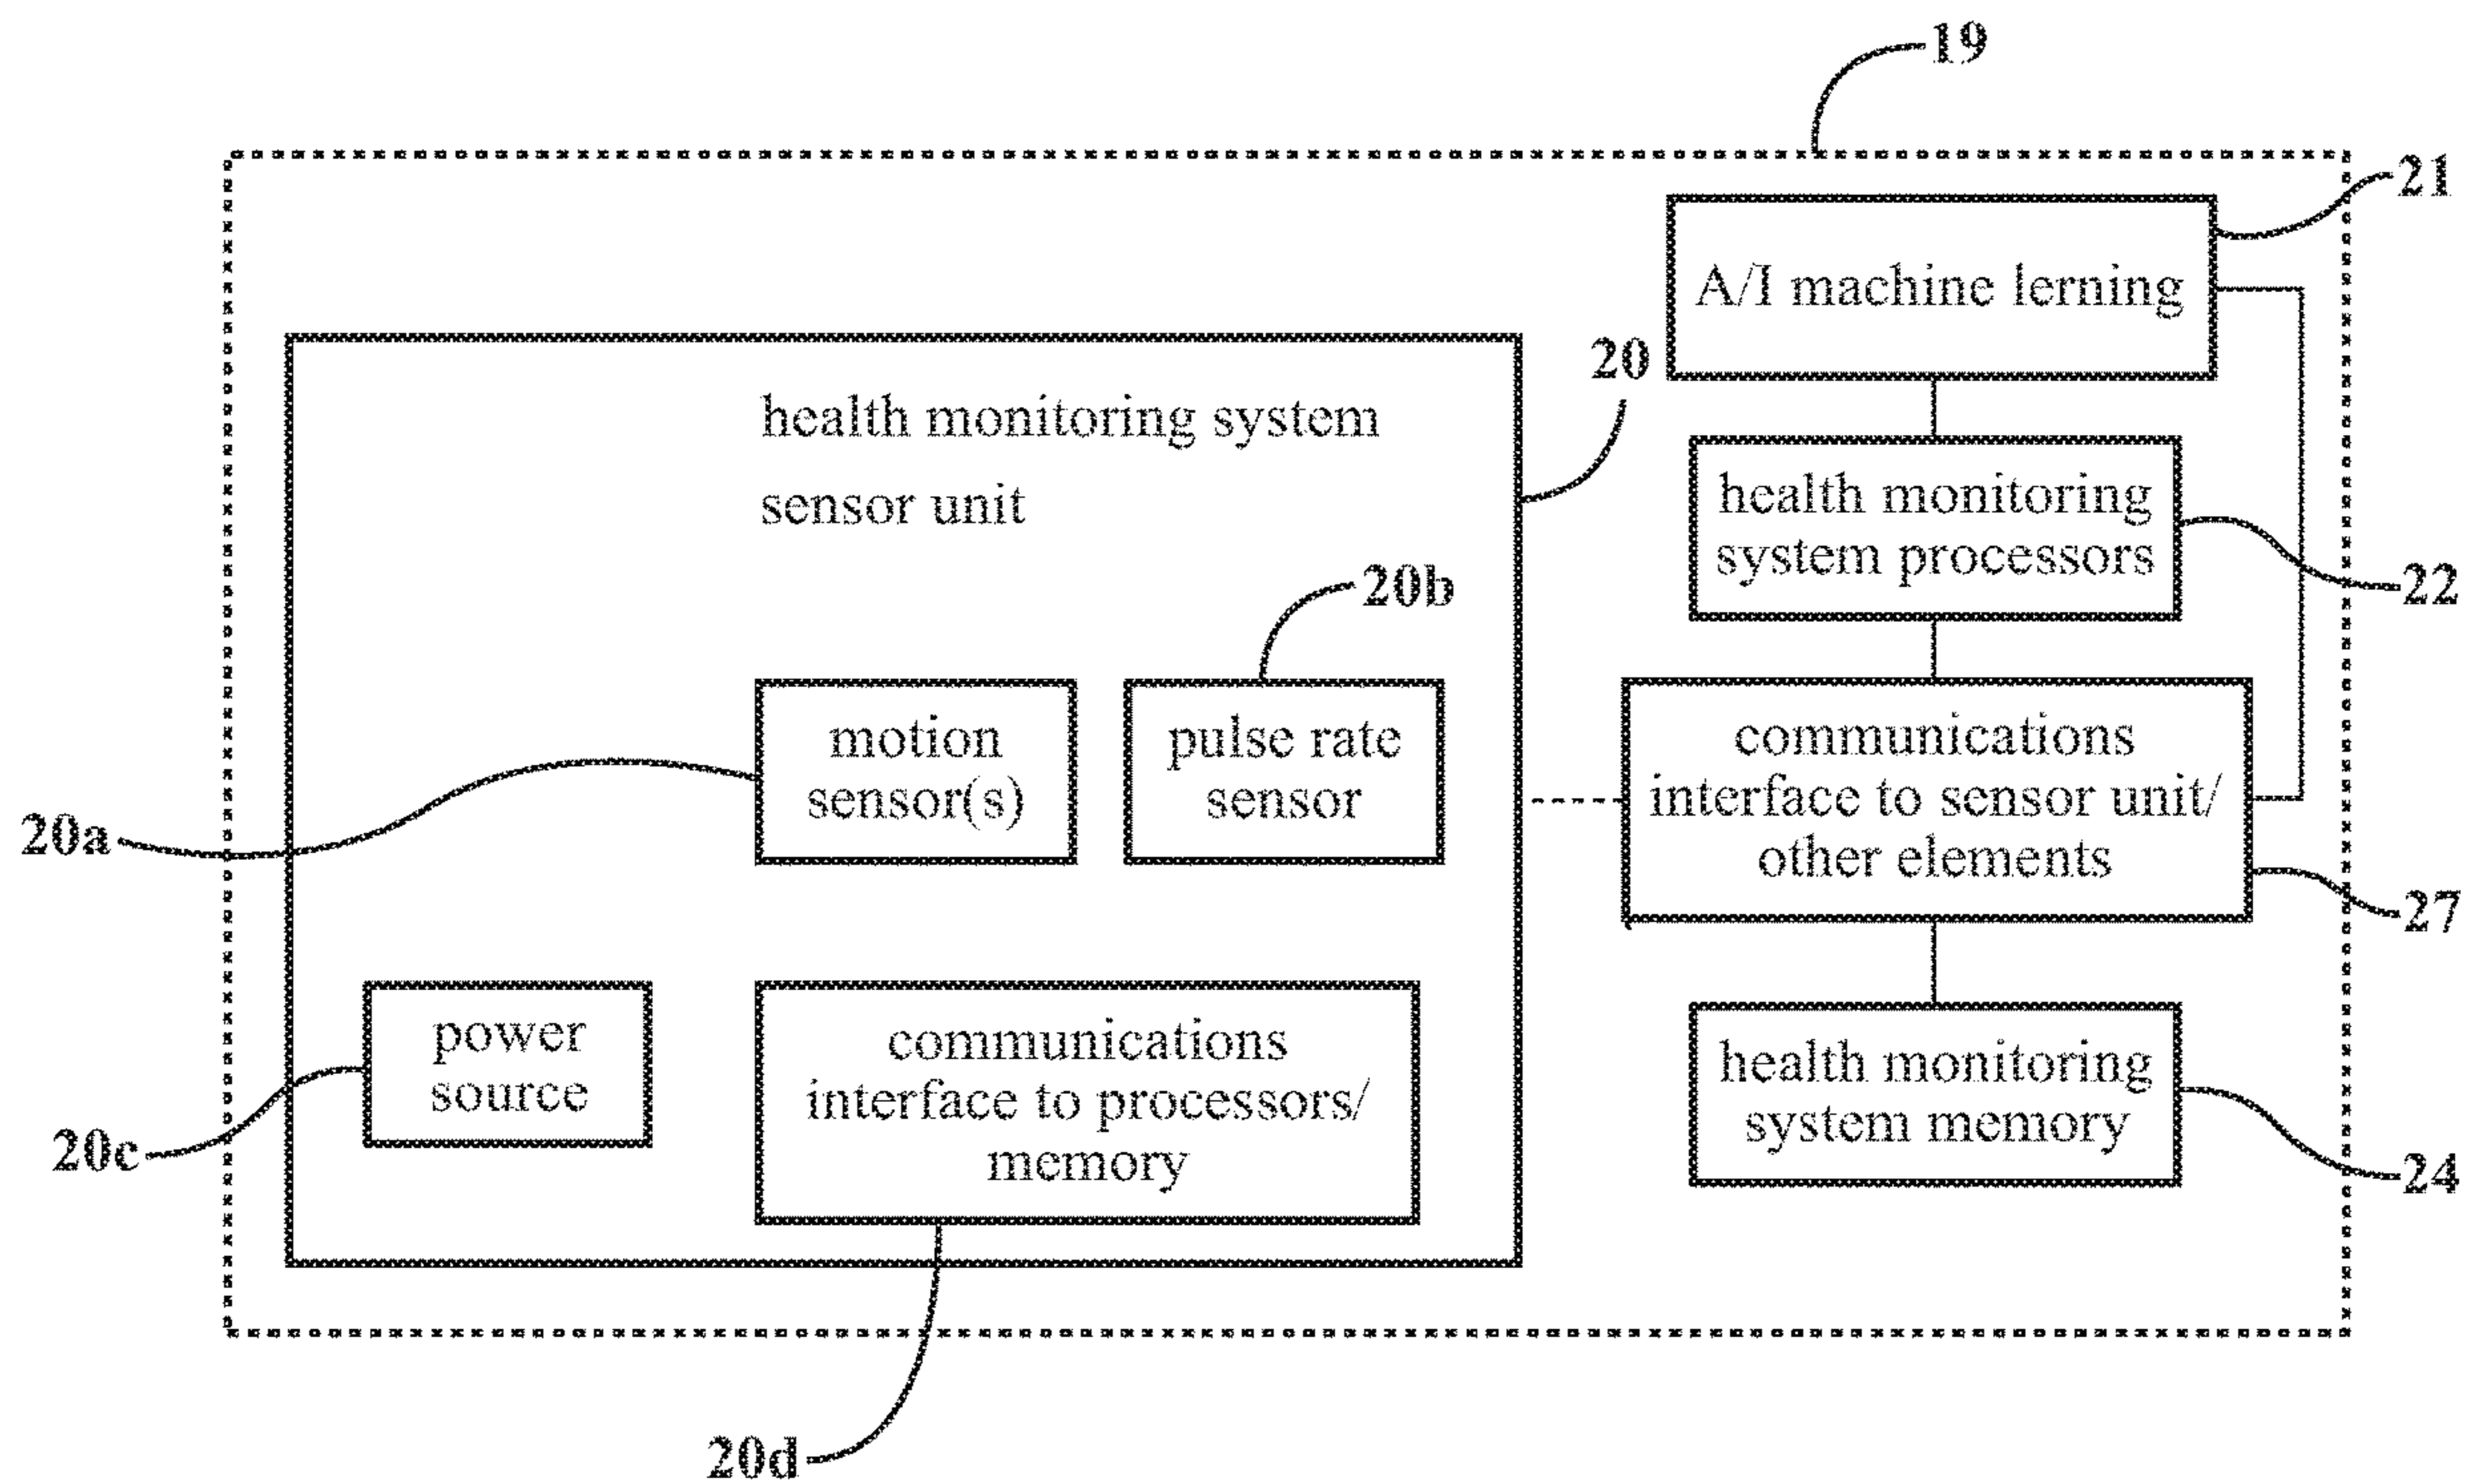 19
21
A/I machine lerning
20
health monitoring system
sensor unit
health monitoring
system processors
22
20b
motion
sensor(s)
pulse rate
sensor
communications
interface to sensor unit/
other elements
20a
27
power
source
communications
interface to processors/
memory
health monitoring
system memory
20c
24
20d